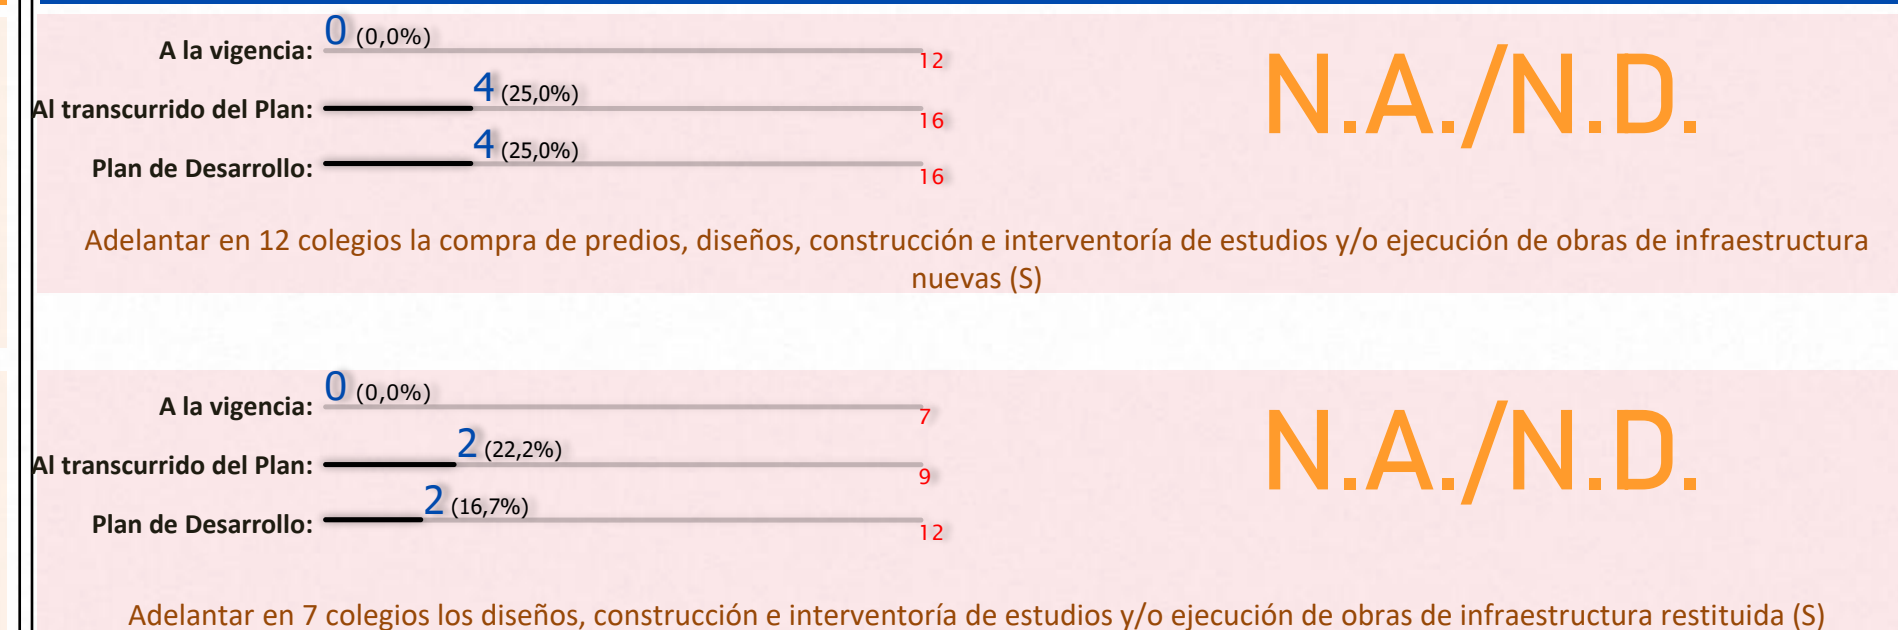 A la vigencia: 0 (0,0%) 12
Al transcurrido del Plan: 4 (25,0%) 16
Plan de Desarrollo: 4 (25,0%) 16
N.A./N.D.
Adelantar en 12 colegios la compra de predios, diseños, construcción e interventoría de estudios y/o ejecución de obras de infraestructura
nuevas (S)
A la vigencia: 0 (0,0%) 7
Al transcurrido del Plan: 2 (22,2%) 9
Plan de Desarrollo: 2 (16,7%) 12
N.A./N.D.
Adelantar en 7 colegios los diseños, construcción e interventoría de estudios y/o ejecución de obras de infraestructura restituida (S)